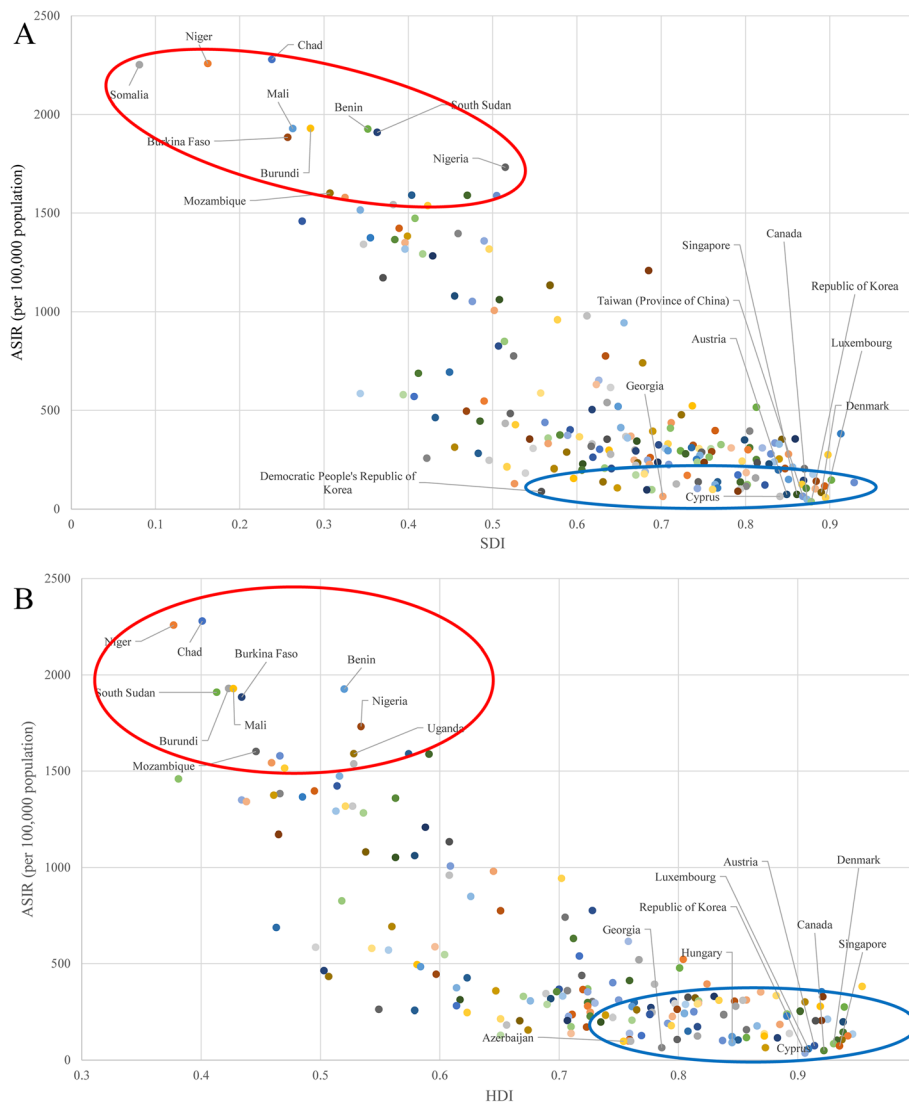 A
2500
2000
1500
1000
500
0
ASIR (per 100,000 population)
Niger
Chad
Somalia
Mali
Benin
South Sudan
Burkina Faso
Burundi
Nigeria
Mozambique
Canada
Singapore
Republic of Korea
Taiwan (Province of China)
Austria
Luxembourg
Georgia
Denmark
Democratic People's Republic of
Korea
Cyprus
0
0.1
0.2
0.3
0.4
0.5
0.6
0.7
0.8
0.9
SDI
B
2500
2000
1500
1000
500
0
ASIR (per 100,000 population)
Niger
Chad
Burkina Faso
Benin
South Sudan
Mali
Nigeria
Burundi
Uganda
Mozambique
Austria
Denmark
Luxembourg
Republic of Korea
Canada
Georgia
Hungary
Singapore
Azerbaijan
Cyprus
0.3
0.4
0.5
0.6
0.7
0.8
0.9
HDI